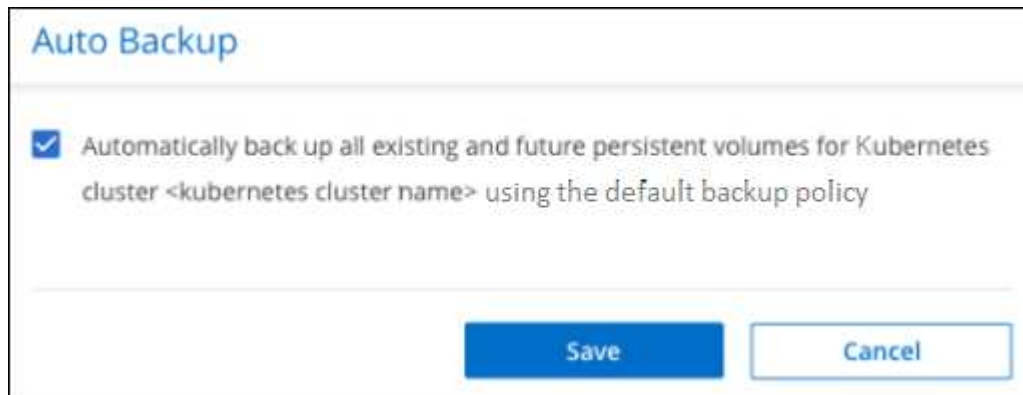 Auto Backup
Automatically back up all existing and future persistent volumes for Kubernetes
cluster <kubernetes cluster name> using the default backup policy
Save
Cancel